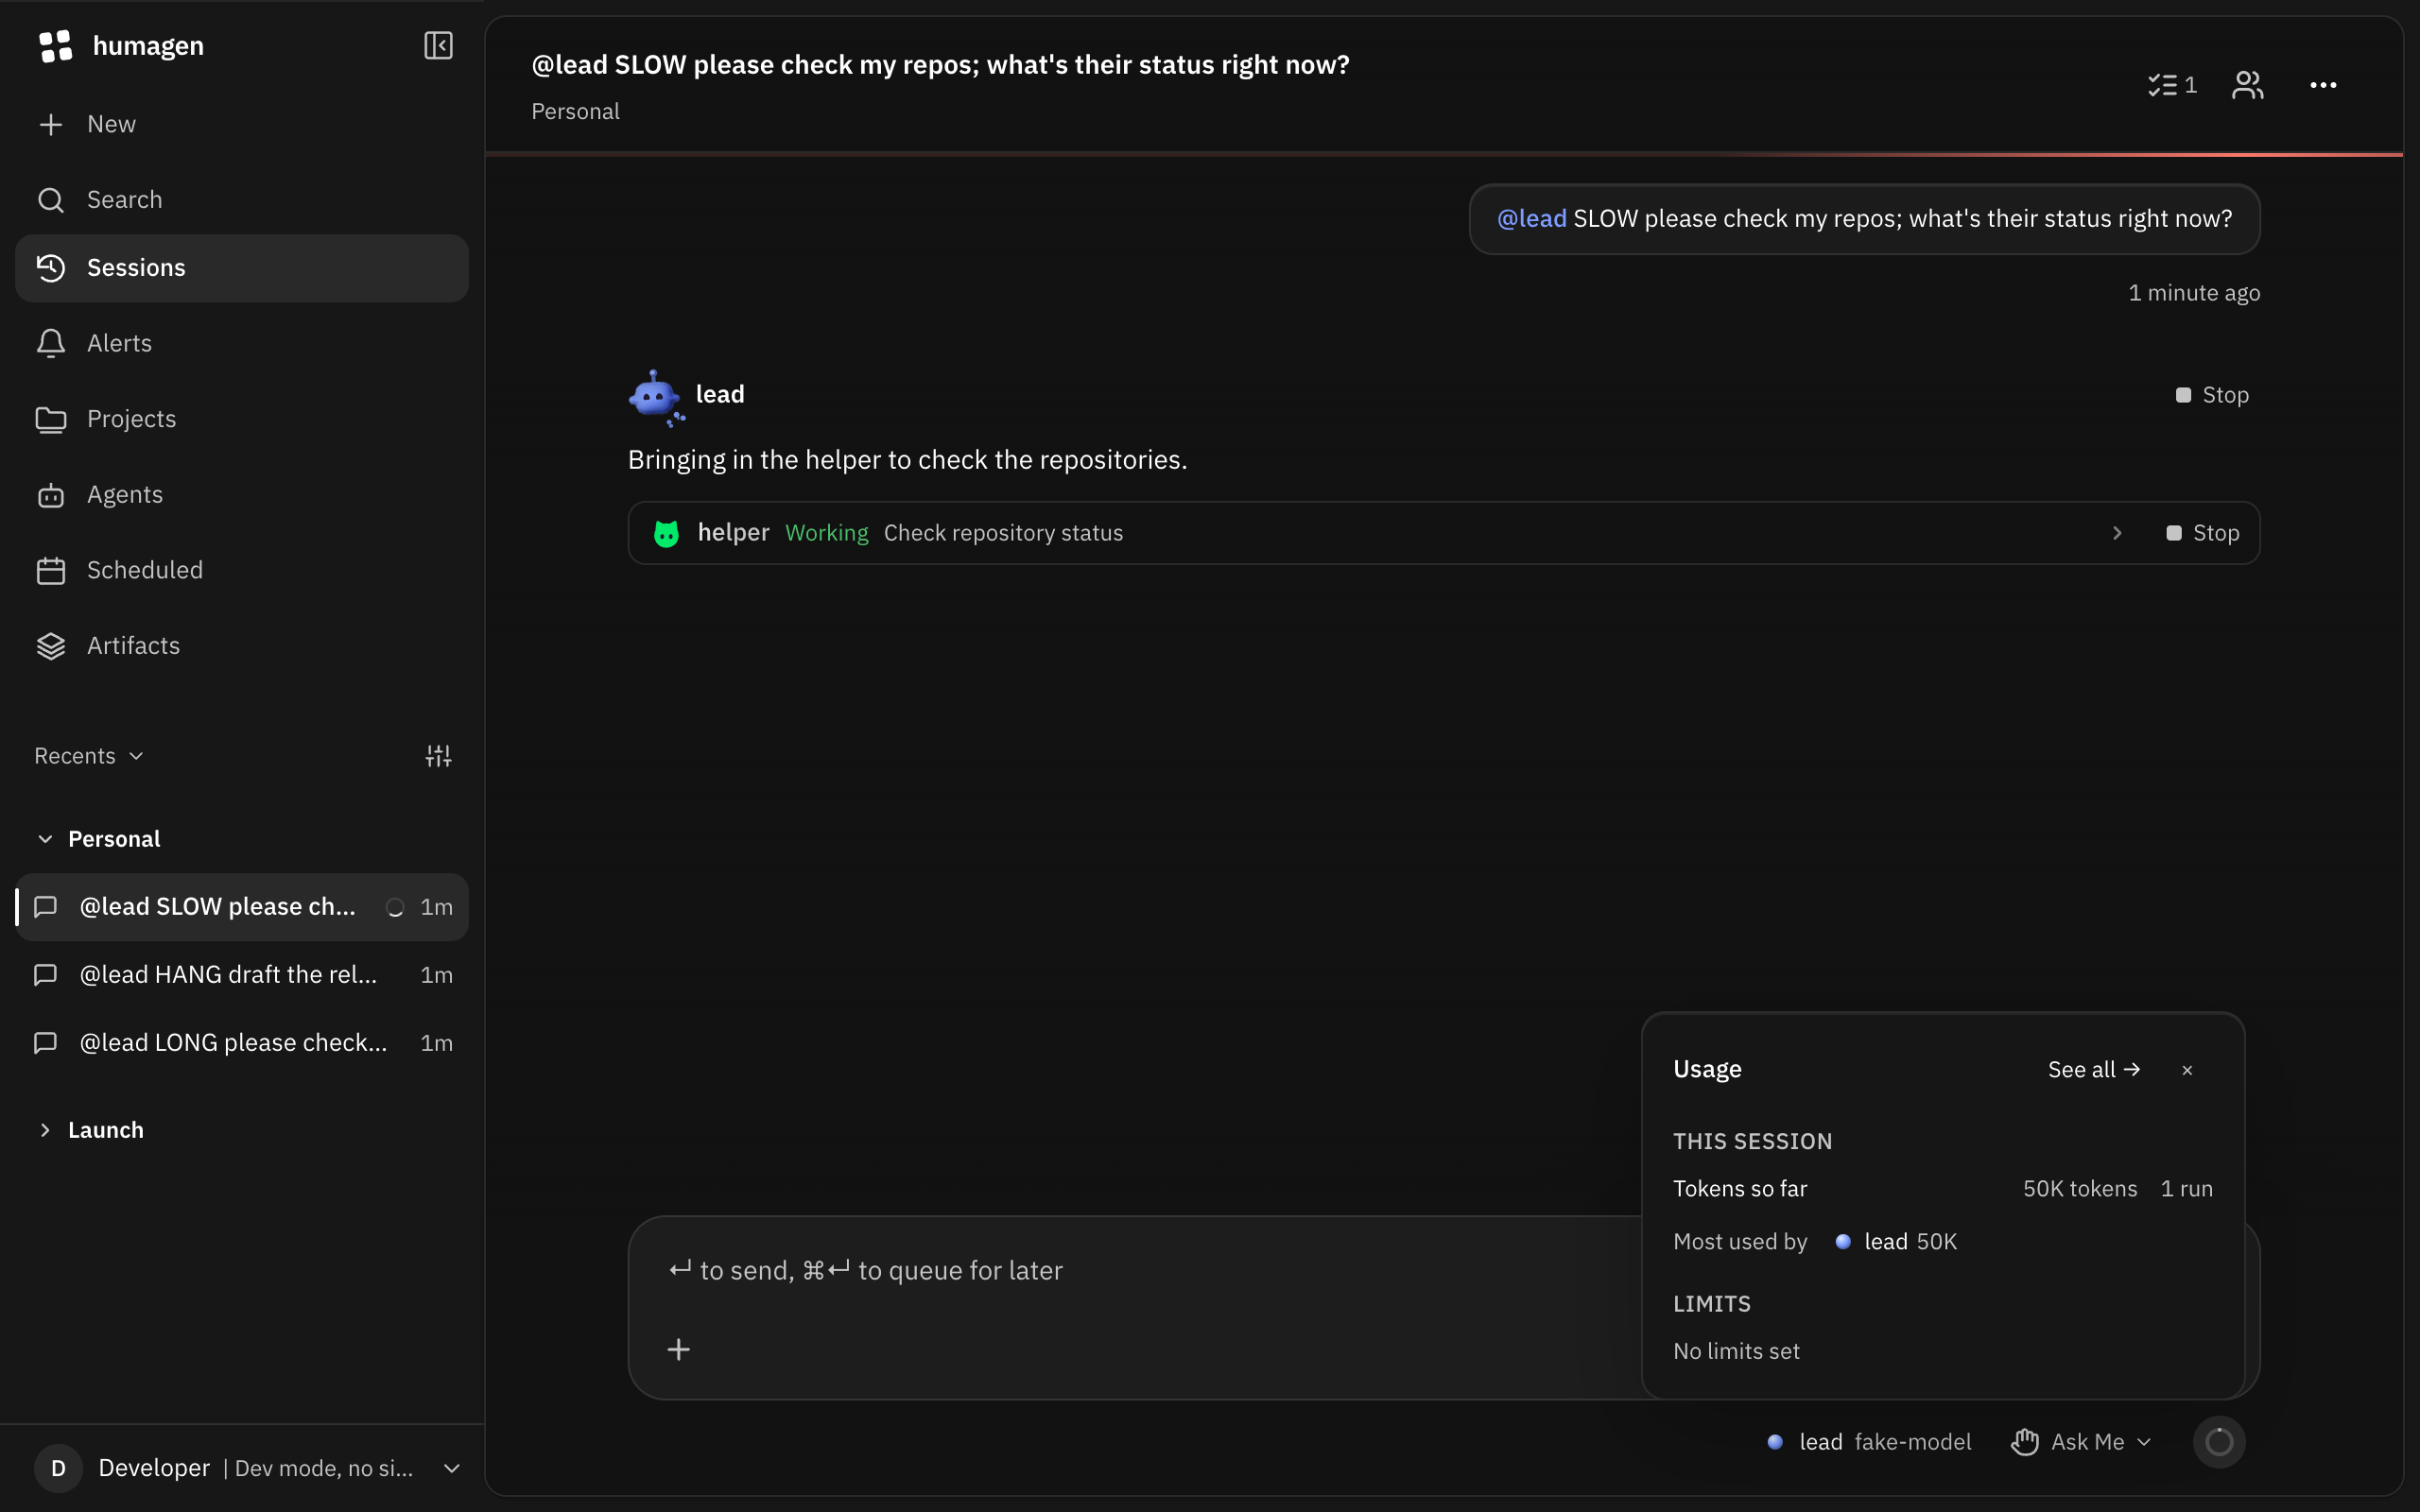 humagen
New
Search
Sessions
Alerts
Projects
Agents
Scheduled
Artifacts
Recents
Personal
@lead SLOW please ch... 1m
@lead HANG draft the rel... 1m
@lead LONG please check... 1m
Launch
D Developer | Dev mode, no si...
@lead SLOW please check my repos; what's their status right now?
Personal
1
@lead SLOW please check my repos; what's their status right now?
1 minute ago
lead
Stop
Bringing in the helper to check the repositories.
helper Working Check repository status
Stop
Usage
See all →
×
THIS SESSION
Tokens so far 50K tokens 1 run
Most used by lead 50K
LIMITS
No limits set
↵ to send, ⌘↵ to queue for later
lead fake-model Ask Me